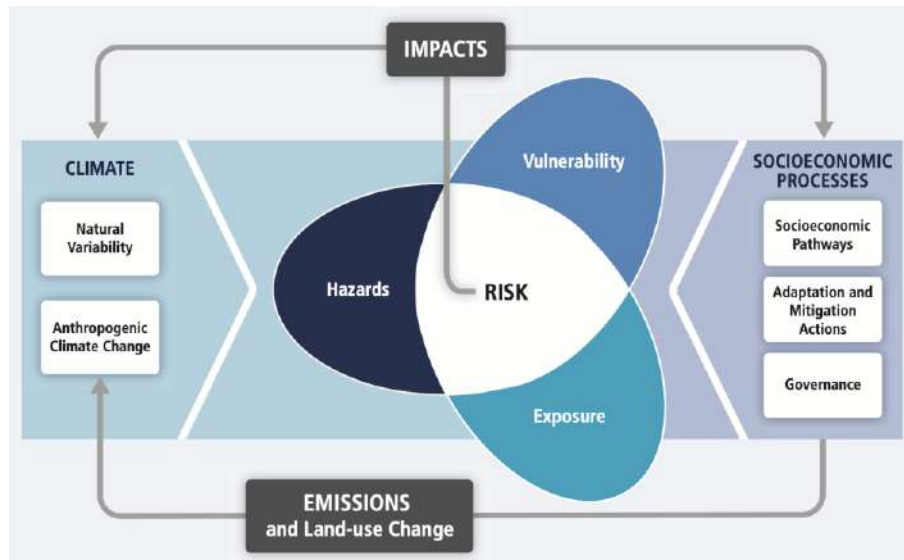 IMPACTS
CLIMATE
Natural
Variability
Anthropogenic
Climate Change
Vulnerability
Hazards
RISK
Exposure
SOCIOECONOMIC
PROCESSES
Socioeconomic
Pathways
Adaptation and
Mitigation
Actions
Governance
EMISSIONS
and Land-use Change